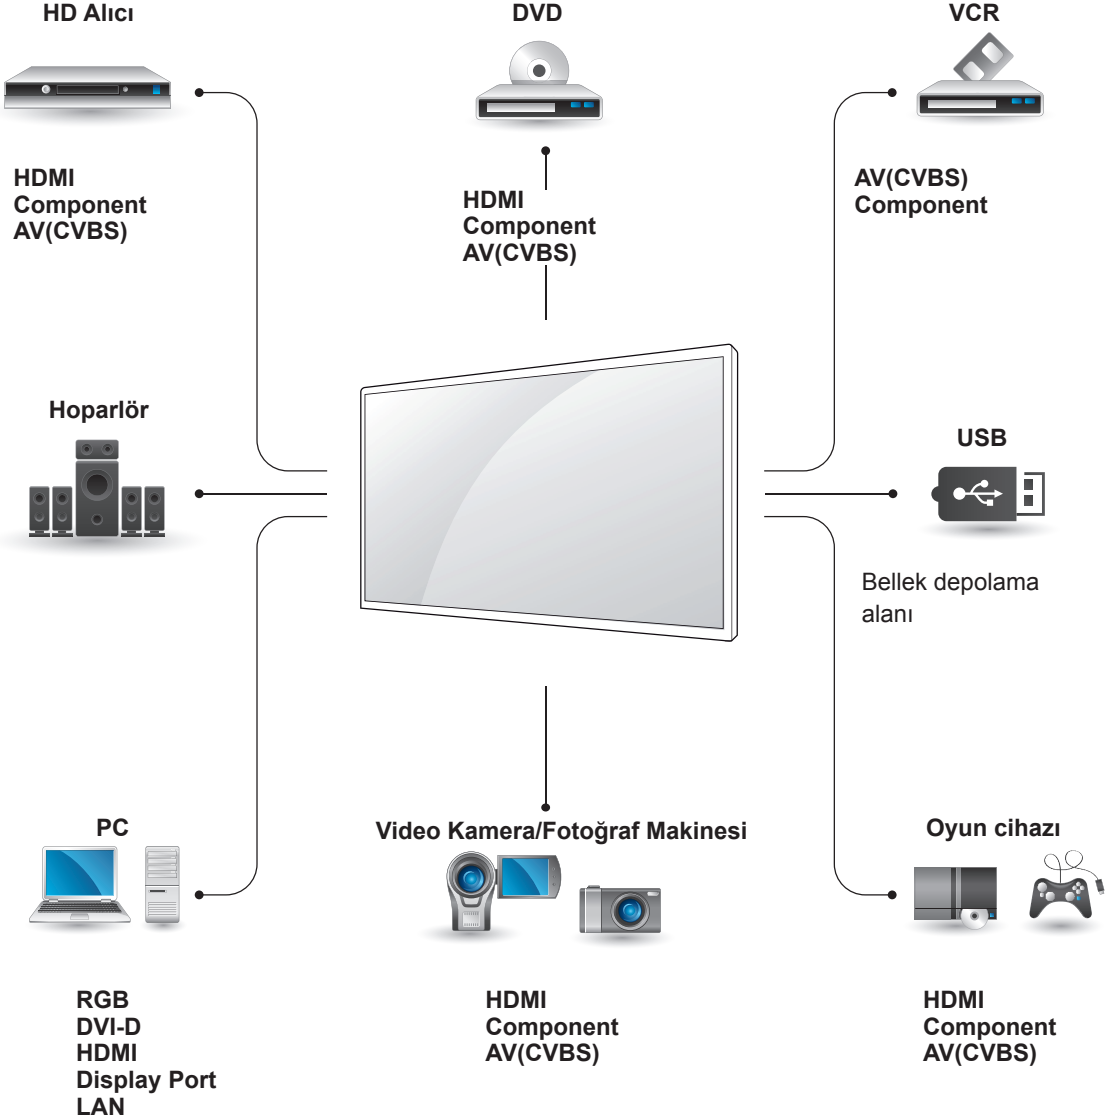 HD Alıcı
DVD
VCR
HDMI
Component
AV(CVBS)
HDMI
Component
AV(CVBS)
AV(CVBS)
Component
Hoparlör
USB
Bellek depolama
alanı
PC
Video Kamera/Fotoğraf Makinesi
Oyun cihazı
RGB
DVI-D
HDMI
Display Port
LAN
HDMI
Component
AV(CVBS)
HDMI
Component
AV(CVBS)